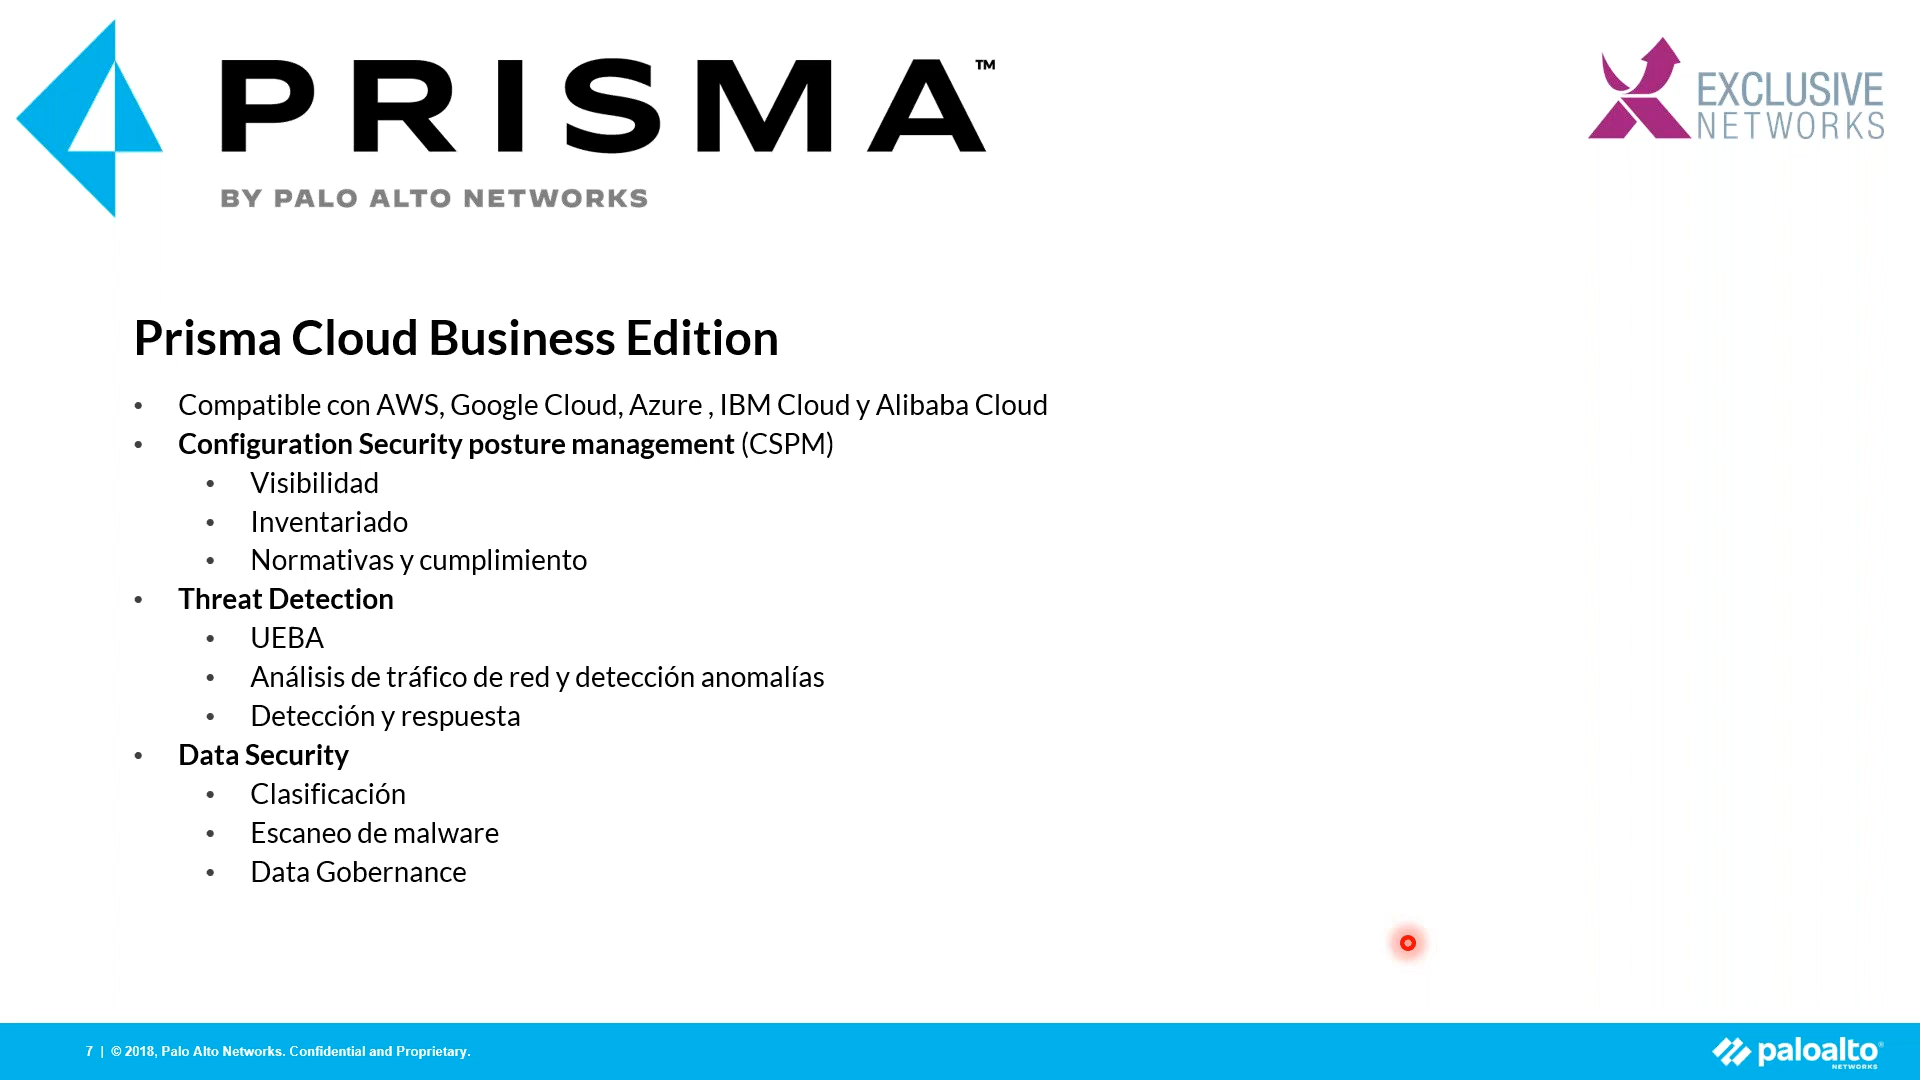 PRISMA™
BY PALO ALTO NETWORKS
EXCLUSIVE
NETWORKS
Prisma Cloud Business Edition
• Compatible con AWS, Google Cloud, Azure , IBM Cloud y Alibaba Cloud
• Configuration Security posture management (CSPM)
• Visibilidad
• Inventariado
• Normativas y cumplimiento
• Threat Detection
• UEBA
• Análisis de tráfico de red y detección anomalías
• Detección y respuesta
• Data Security
• Clasificación
• Escaneo de malware
• Data Gobernance
7 | © 2018, Palo Alto Networks. Confidential and Proprietary.
paloalto®
NETWORKS